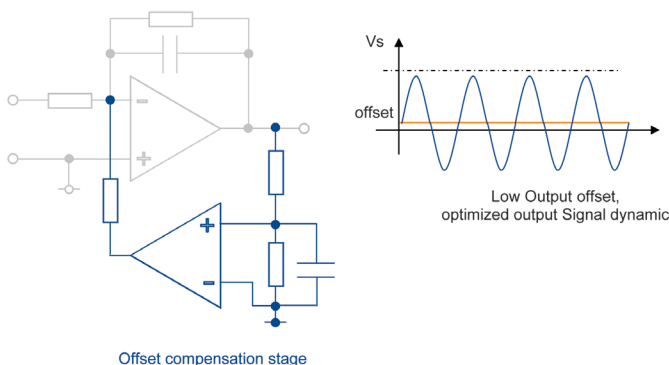 Vs
offset
Low Output offset,
optimized output Signal dynamic
Offset compensation stage